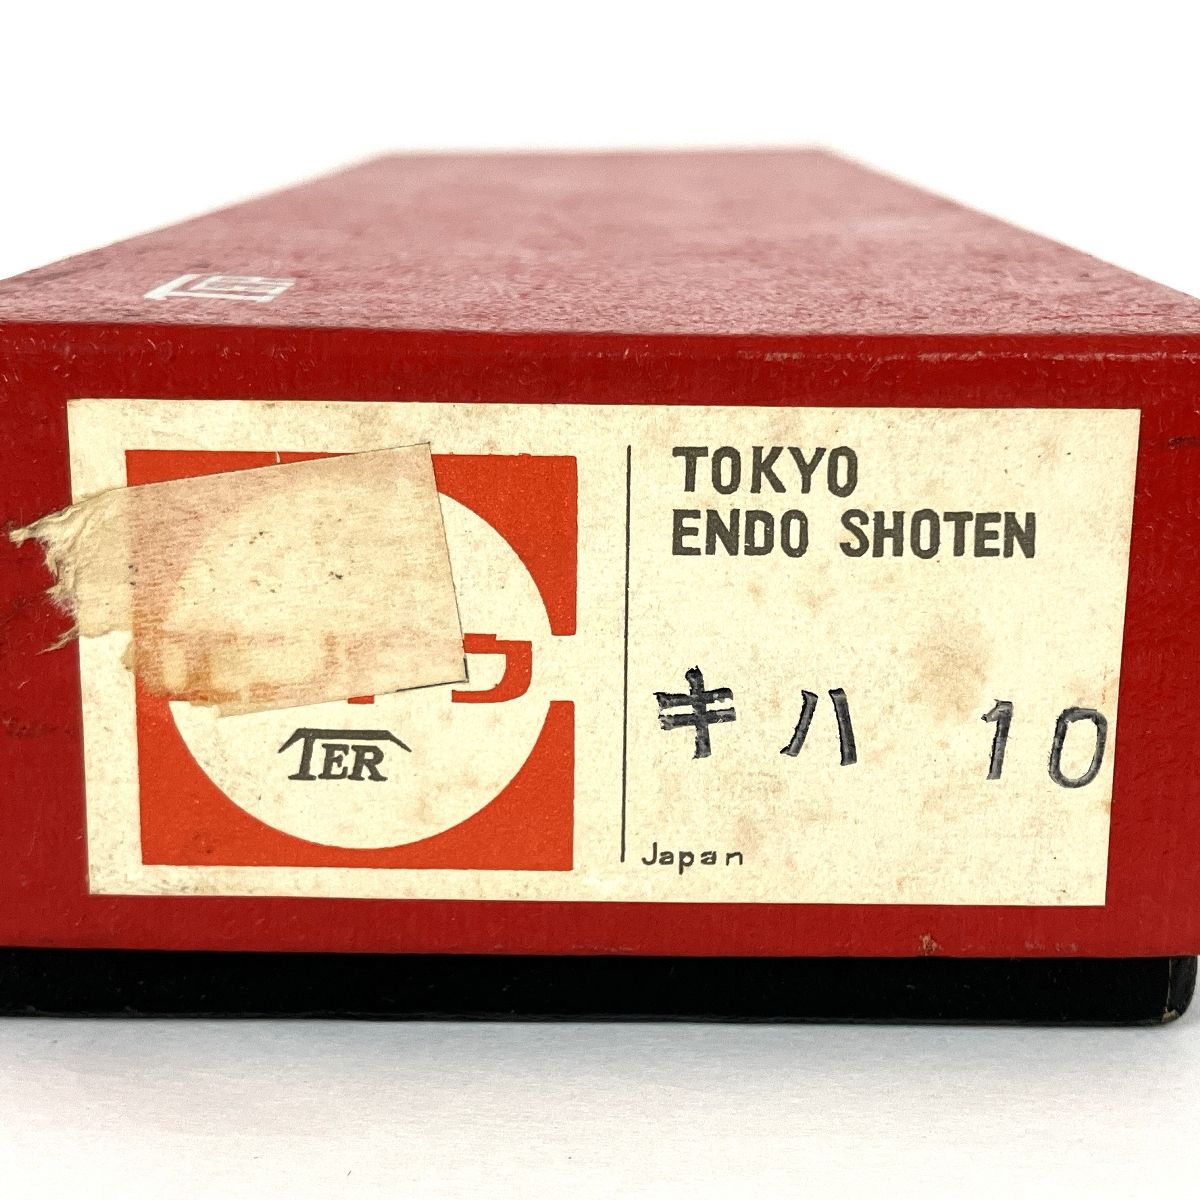 TOKYO
ENDO SHOTEN
キハ 10
TER
Japan